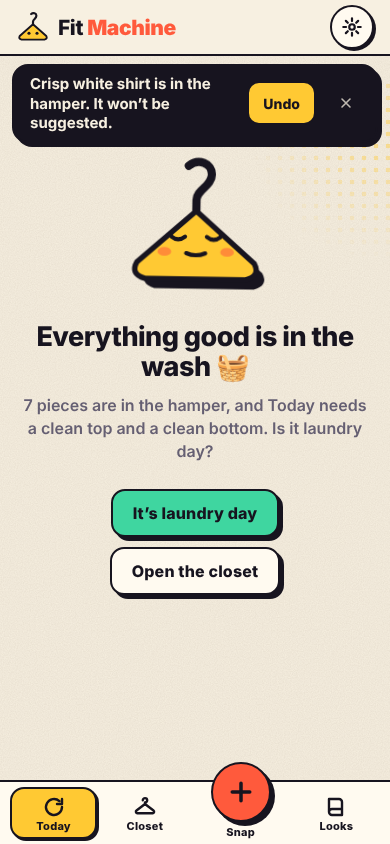 Fit Machine
Crisp white shirt is in the
hamper. It won’t be
suggested.
Undo
Everything good is in the
wash 🧺
7 pieces are in the hamper, and Today needs
a clean top and a clean bottom. Is it laundry
day?
It’s laundry day
Open the closet
Today
Closet
Snap
Looks